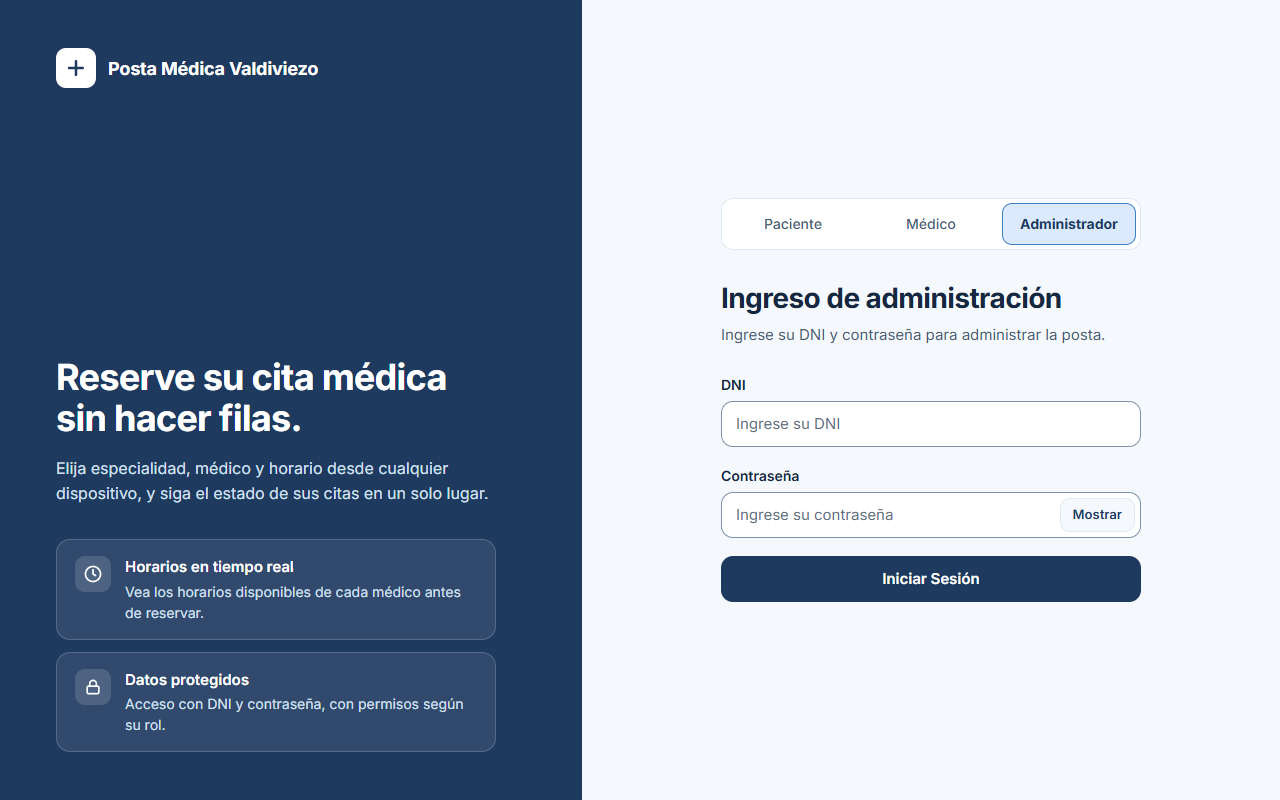 Posta Médica Valdiviezo
Reserve su cita médica
sin hacer filas.
Elija especialidad, médico y horario desde cualquier
dispositivo, y siga el estado de sus citas en un solo lugar.
Horarios en tiempo real
Vea los horarios disponibles de cada médico antes
de reservar.
Datos protegidos
Acceso con DNI y contraseña, con permisos según
su rol.
Paciente
Médico
Administrador
Ingreso de administración
Ingrese su DNI y contraseña para administrar la posta.
DNI
Ingrese su DNI
Contraseña
Ingrese su contraseña
Mostrar
Iniciar Sesión